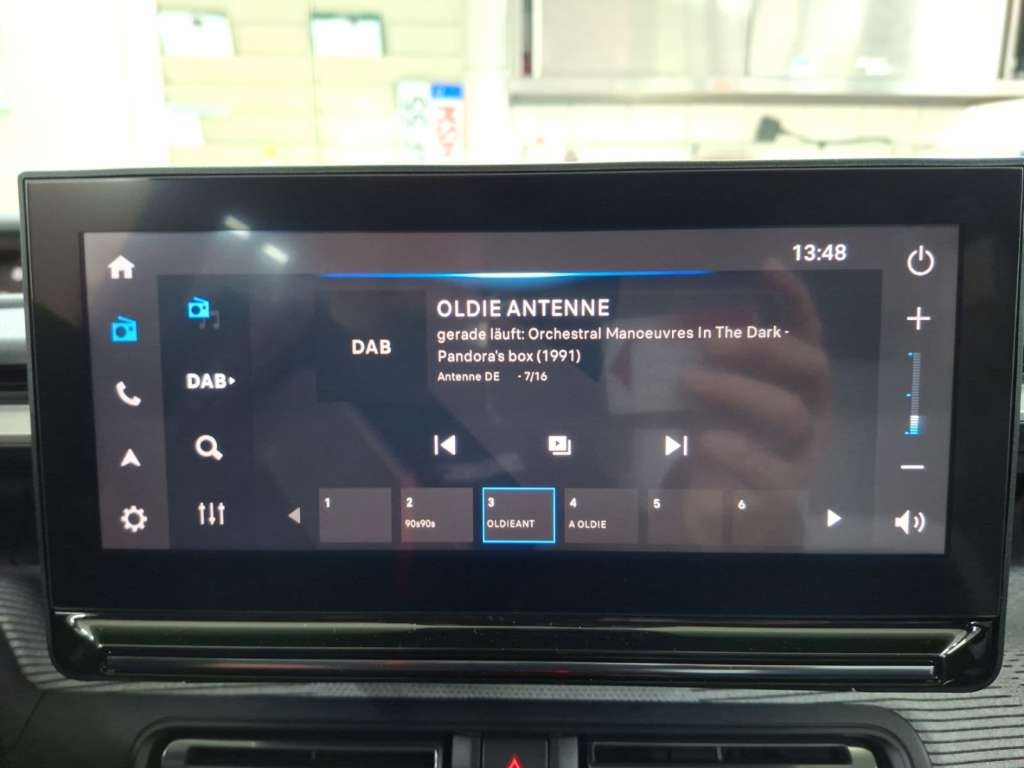 13:48
OLDIE ANTENNE
gerade läuft: Orchestral Manoeuvres In The Dark -
Pandora's box (1991)
Antenne DE - 7/16
DAB
DAB
1
2
90s90s
3
OLDIEANT
4
A OLDIE
5
6